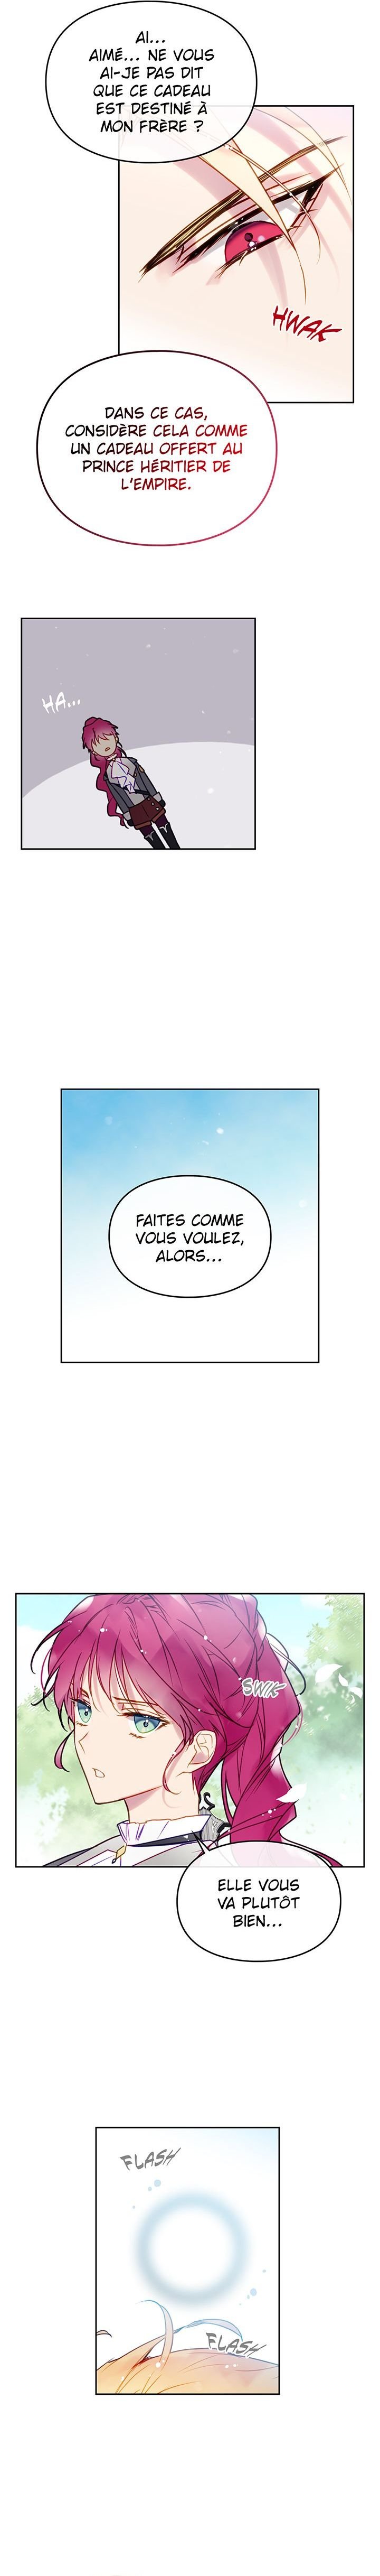 AI...
AIMÉ... NE VOUS
AI-JE PAS DIT
QUE CE CADEAU
EST DESTINÉ À
MON FRÈRE ?
HWAK
DANS CE CAS,
CONSIDÈRE CELA COMME
UN CADEAU OFFERT AU
PRINCE HÉRITIER DE
L'EMPIRE.
HA...
FAITES COMME
VOUS VOULEZ,
ALORS...
SWIK
ELLE VOUS
VA PLUTÔT
BIEN...
FLASH
FLASH